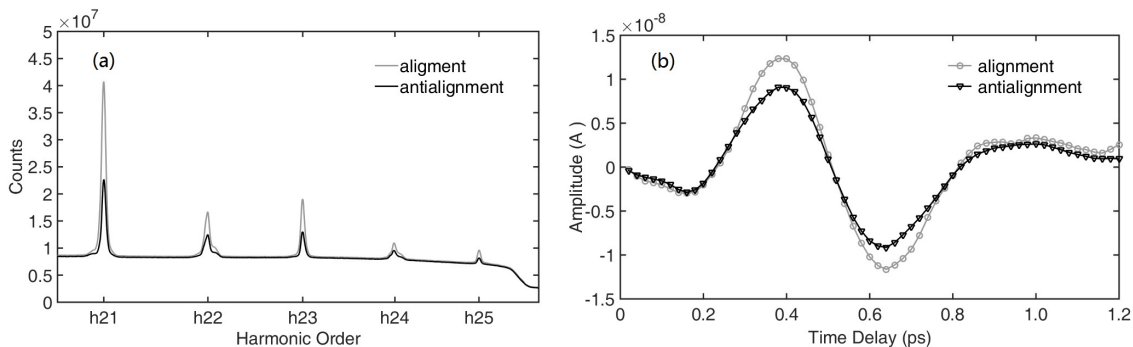 ×10⁷
(a)
aligment
antialignment
5
4.5
4
3.5
3
2.5
2
1.5
1
0.5
0
Counts
h21 h22 h23 h24 h25
Harmonic Order
×10⁻⁸
(b)
alignment
antialignment
1.5
1
0.5
0
-0.5
-1
-1.5
Amplitude (A )
0 0.2 0.4 0.6 0.8 1.0 1.2
Time Delay (ps)